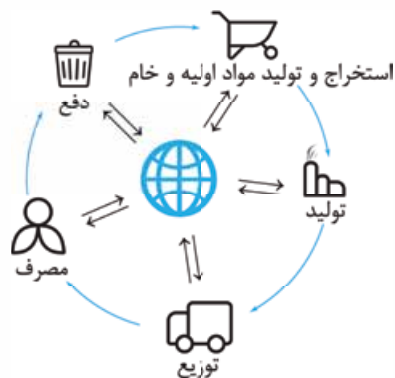 استخراج و تولید مواد اولیه و خام
دفع
تولید
مصرف
توزیع